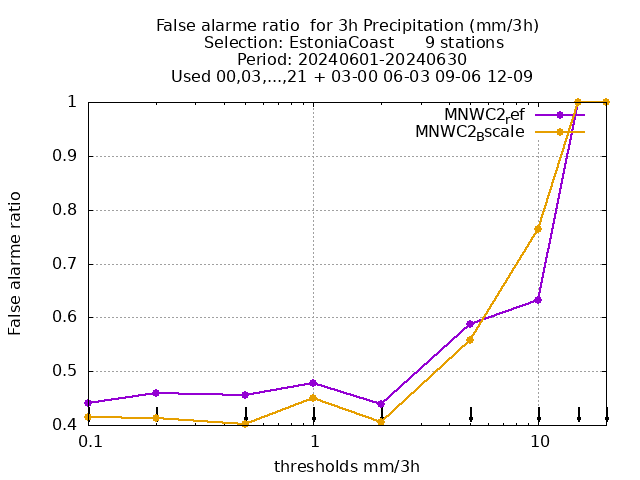 False alarme ratio  for 3h Precipitation (mm/3h)
Selection: EstoniaCoast      9 stations
Period: 20240601-20240630
Used 00,03,...,21 + 03-00 06-03 09-06 12-09
MNWC2ref
MNWC2Bscale
1
0.9
0.8
0.7
0.6
0.5
0.4
False alarme ratio
0.1 1 10
thresholds mm/3h